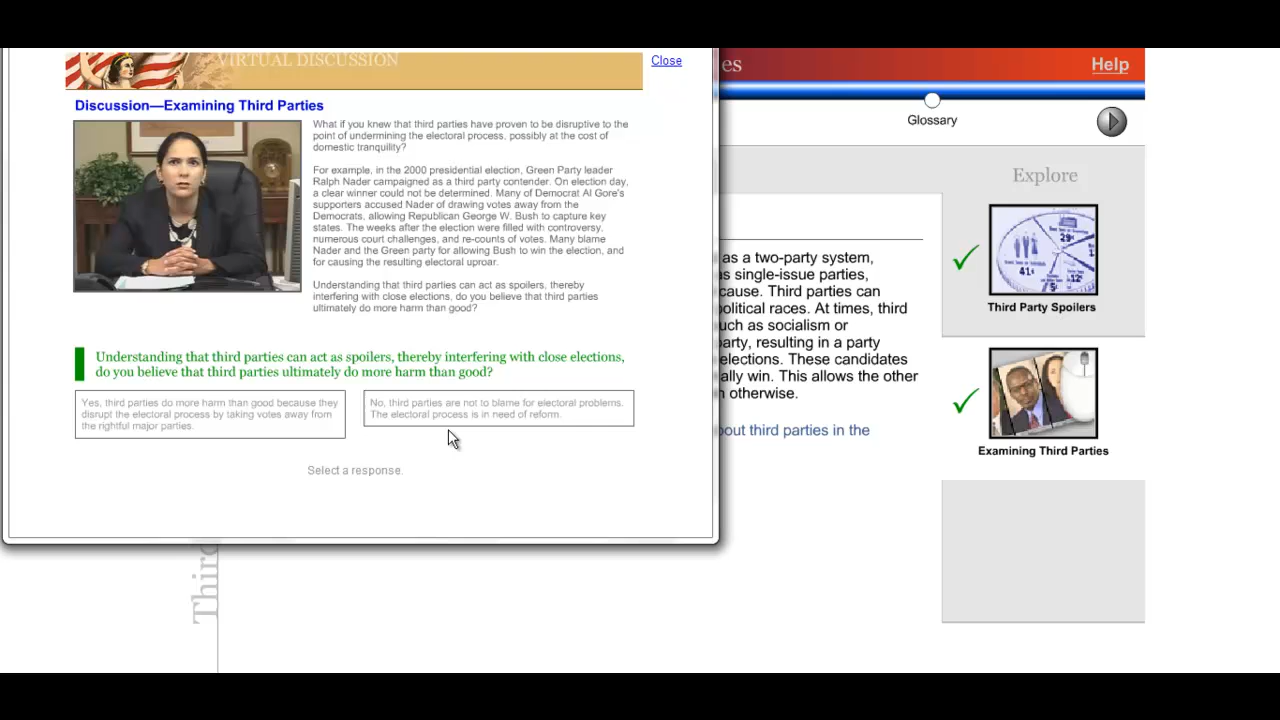 VIRTUAL DISCUSSION
Close
Discussion—Examining Third Parties
What if you knew that third parties have proven to be disruptive to the
point of undermining the electoral process, possibly at the cost of
domestic tranquility?
For example, in the 2000 presidential election, Green Party leader
Ralph Nader campaigned as a third party contender. On election day,
a clear winner could not be determined. Many of Democrat Al Gore's
supporters accused Nader of drawing votes away from the
Democrats, allowing Republican George W. Bush to capture key
states. The weeks after the election were filled with controversy,
numerous court challenges, and re-counts of votes. Many blame
Nader and the Green party for allowing Bush to win the election, and
for causing the resulting electoral uproar.
Understanding that third parties can act as spoilers, thereby
interfering with close elections, do you believe that third parties
ultimately do more harm than good?
Understanding that third parties can act as spoilers, thereby interfering with close elections,
do you believe that third parties ultimately do more harm than good?
Yes, third parties do more harm than good because they
disrupt the electoral process by taking votes away from
the rightful major parties.
No, third parties are not to blame for electoral problems.
The electoral process is in need of reform.
Select a response.
Third
es
Help
Glossary
as a two-party system,
s single-issue parties,
cause. Third parties can
political races. At times, third
uch as socialism or
party, resulting in a party
elections. These candidates
ally win. This allows the other
n otherwise.
out third parties in the
Explore
29¢
41¢
12¢
5¢
Third Party Spoilers
Examining Third Parties